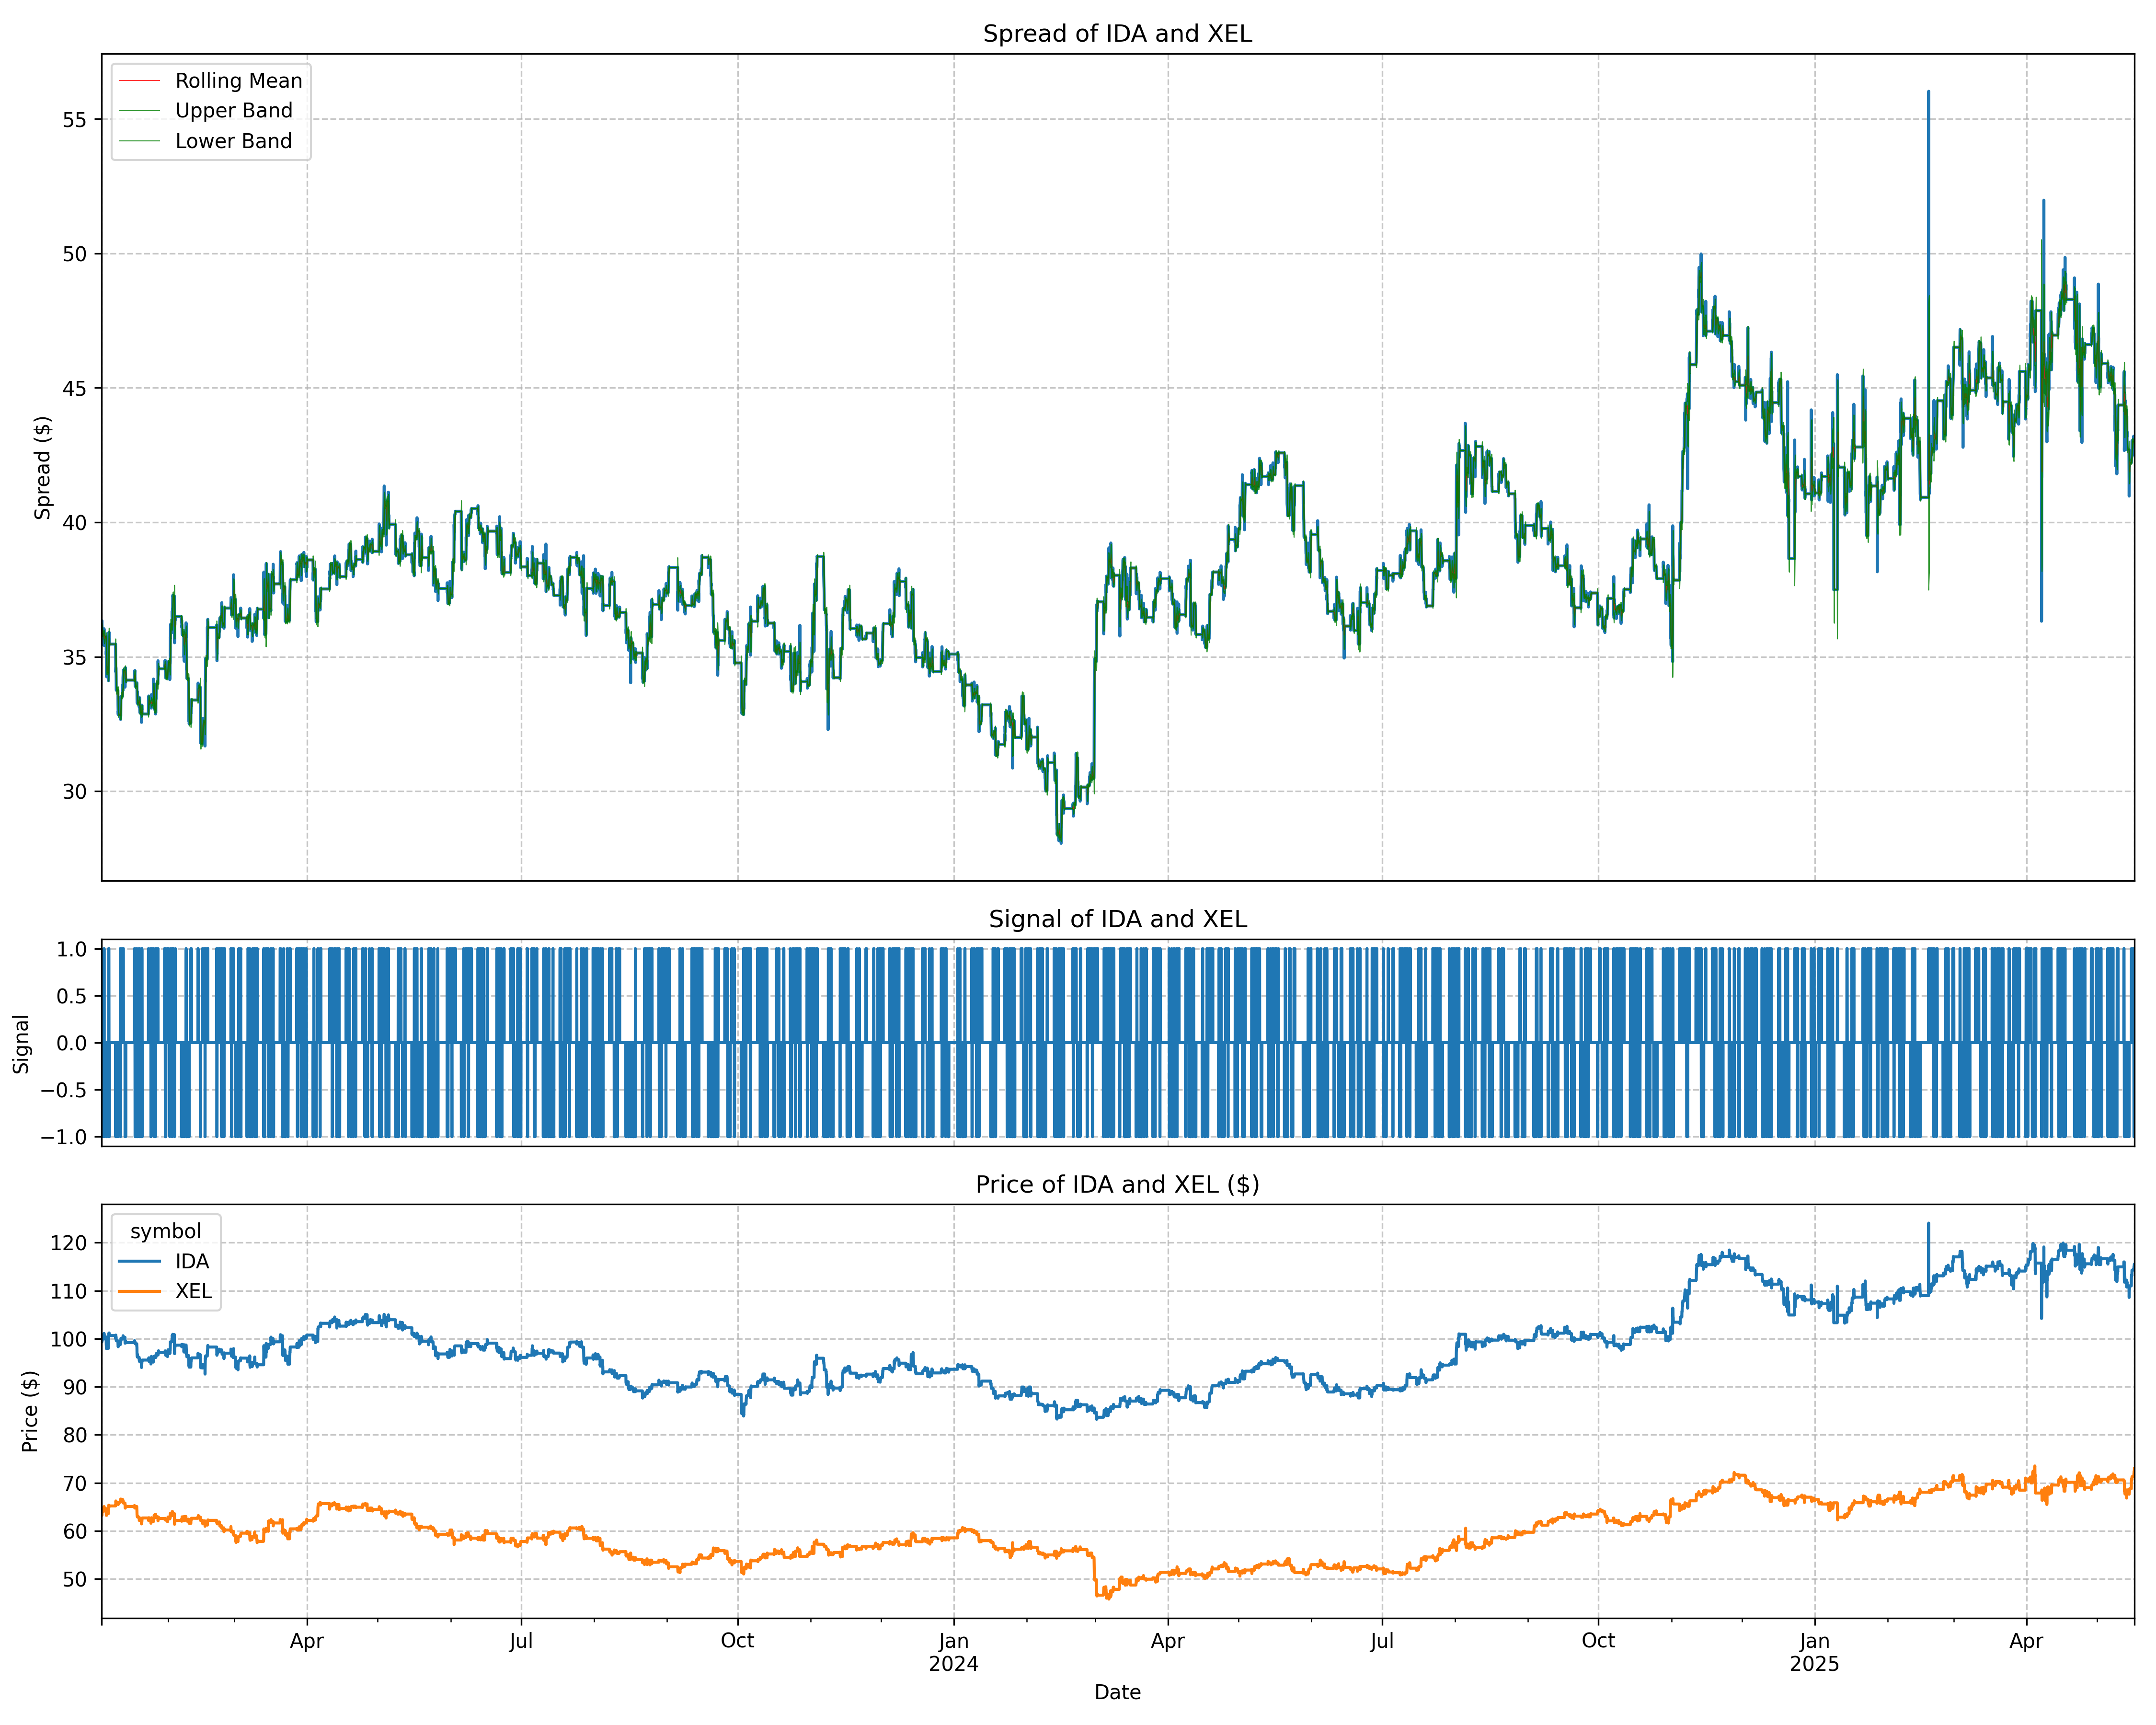 Spread of IDA and XEL
Rolling Mean
Upper Band
Lower Band
55
50
45
40
35
30
Spread ($)
Signal of IDA and XEL
1.0
0.5
0.0
−0.5
−1.0
Signal
Price of IDA and XEL ($)
symbol
IDA
XEL
120
110
100
90
80
70
60
50
Price ($)
Apr Jul Oct Jan Apr Jul Oct Jan Apr
2024 2025
Date